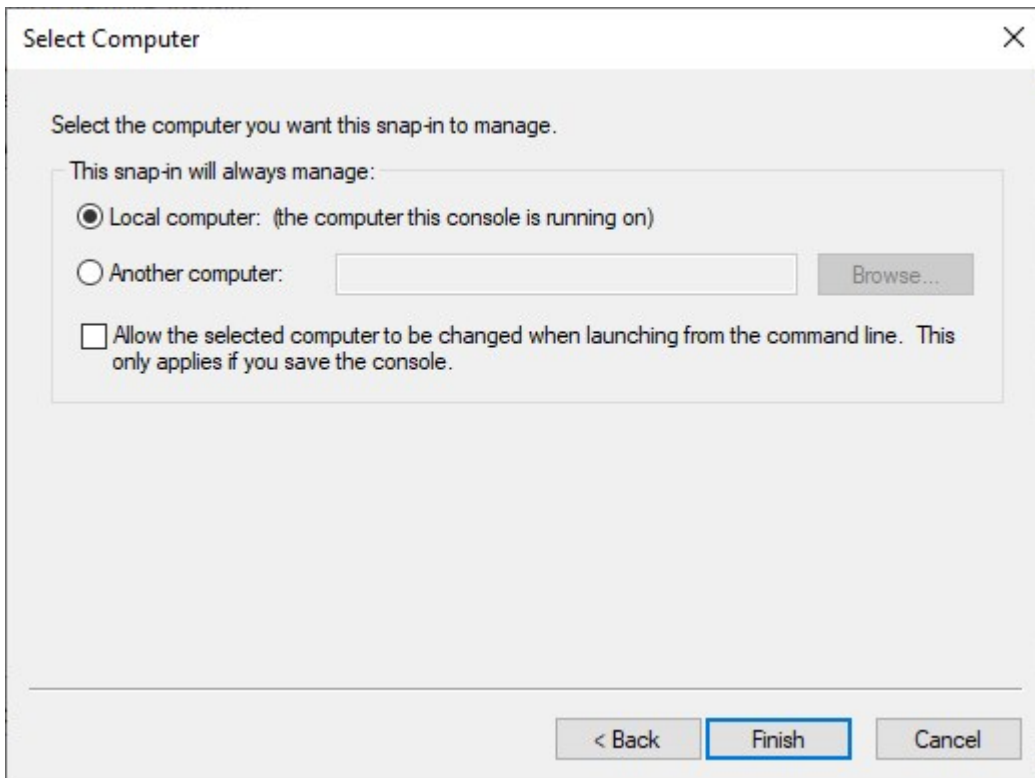 Select Computer
Select the computer you want this snap-in to manage.
This snap-in will always manage:
Local computer:  (the computer this console is running on)
Another computer:
Browse...
Allow the selected computer to be changed when launching from the command line.  This
only applies if you save the console.
< Back
Finish
Cancel